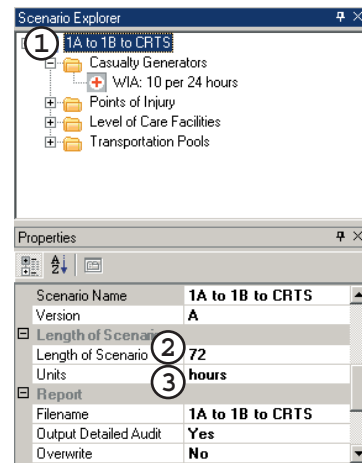 Scenario Explorer
1
1A to 1B to CRTS
Casualty Generators
WIA: 10 per 24 hours
Points of Injury
Level of Care Facilities
Transportation Pools
Properties
Scenario Name 1A to 1B to CRTS
Version A
Length of Scenario
Length of Scenario 2 72
Units 3 hours
Report
Filename 1A to 1B to CRTS
Output Detailed Audit Yes
Overwrite No